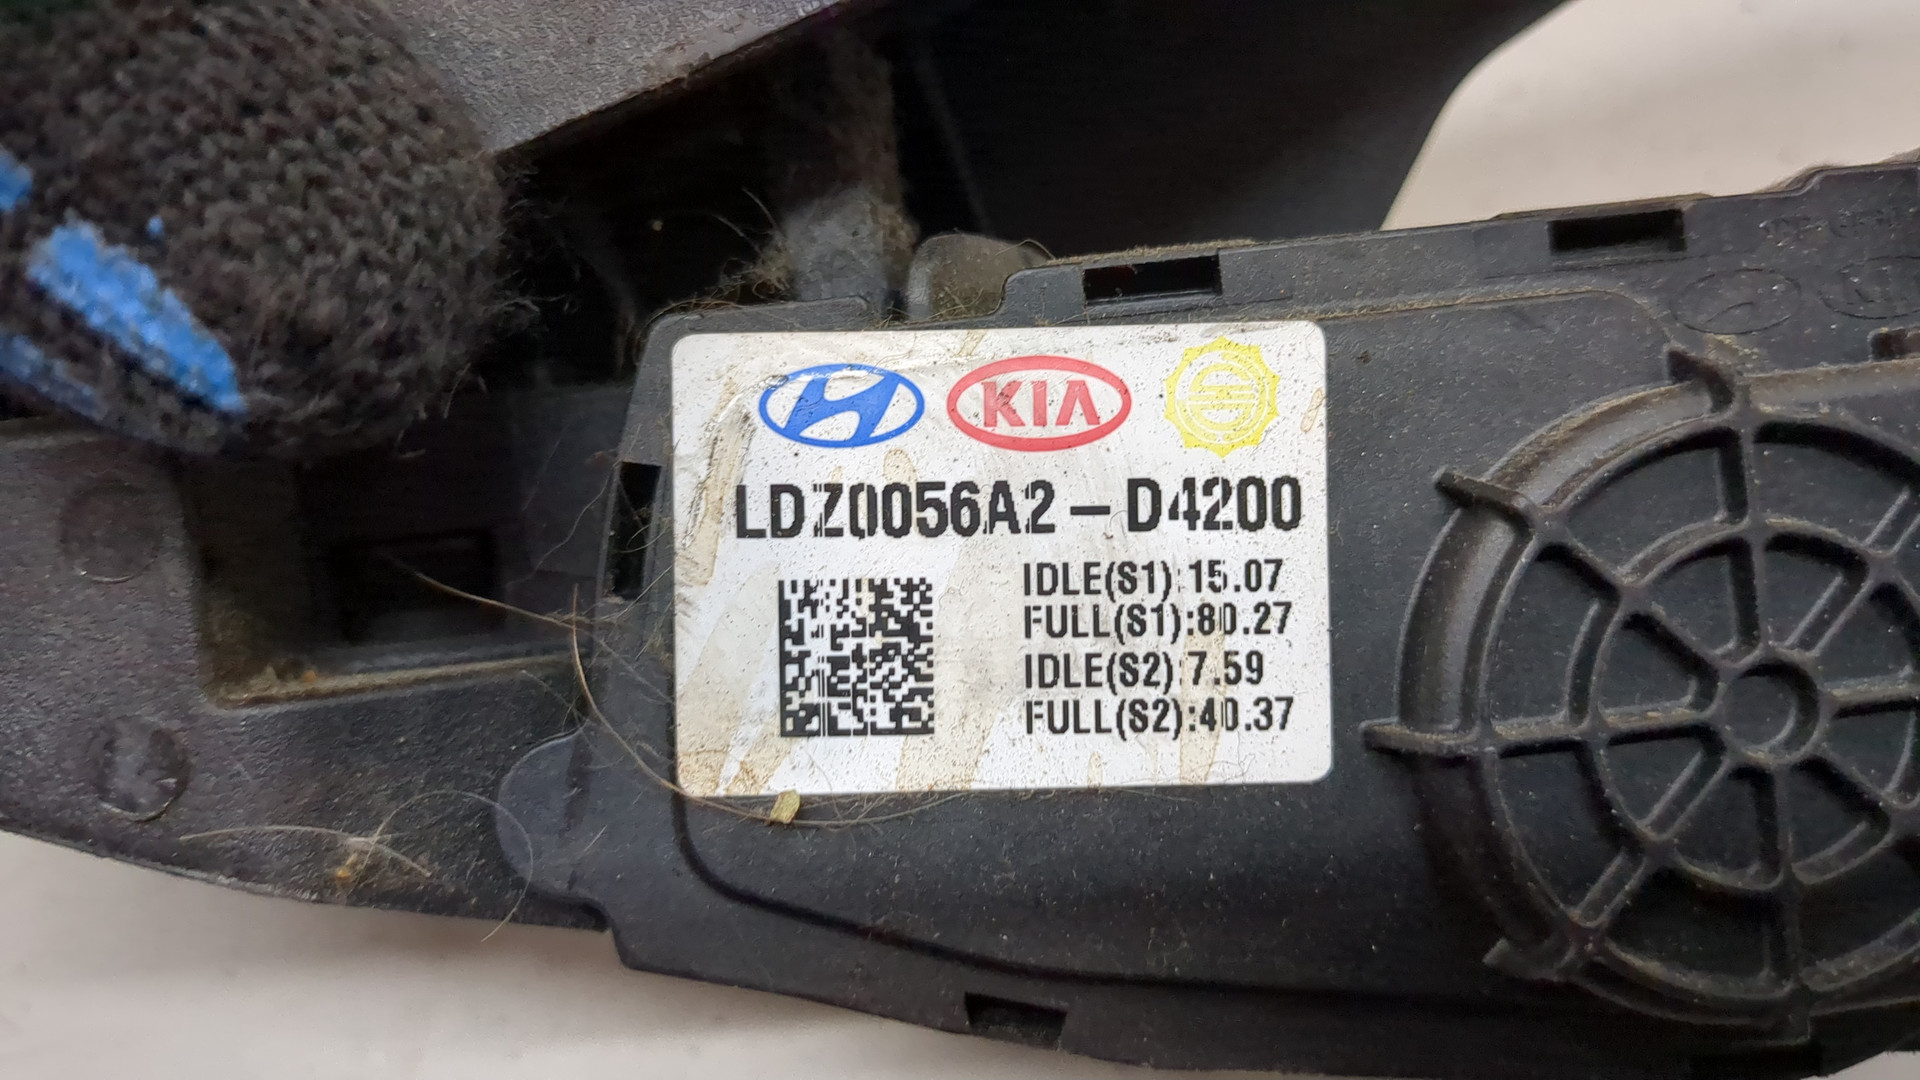 KIA
LDZ0056A2-D4200
IDLE(S1):15.07
FULL(S1):80.27
IDLE(S2):7.59
FULL(S2):40.37